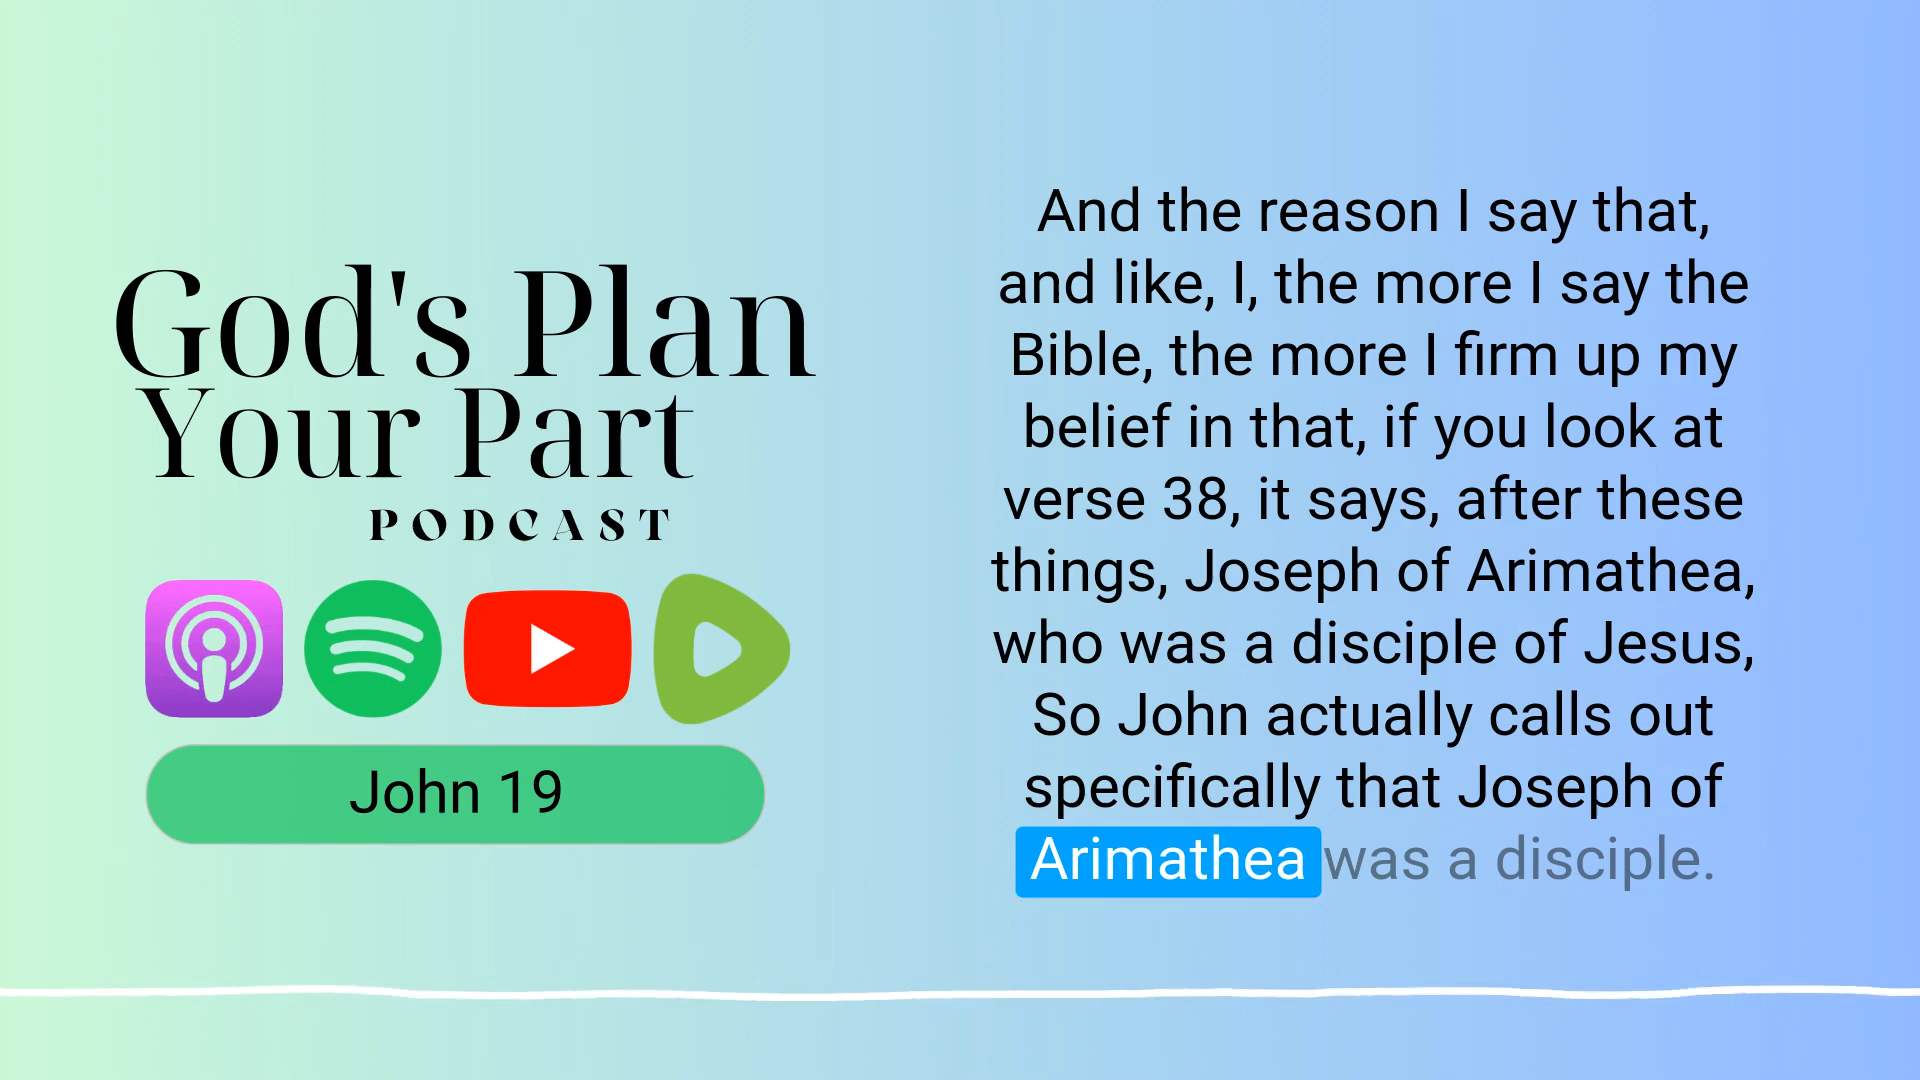 God's Plan
Your Part
PODCAST
John 19
And the reason I say that,
and like, I, the more I say the
Bible, the more I firm up my
belief in that, if you look at
verse 38, it says, after these
things, Joseph of Arimathea,
who was a disciple of Jesus,
So John actually calls out
specifically that Joseph of
Arimathea was a disciple.